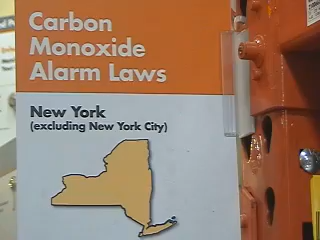 Carbon
Monoxide
Alarm Laws
New York
(excluding New York City)